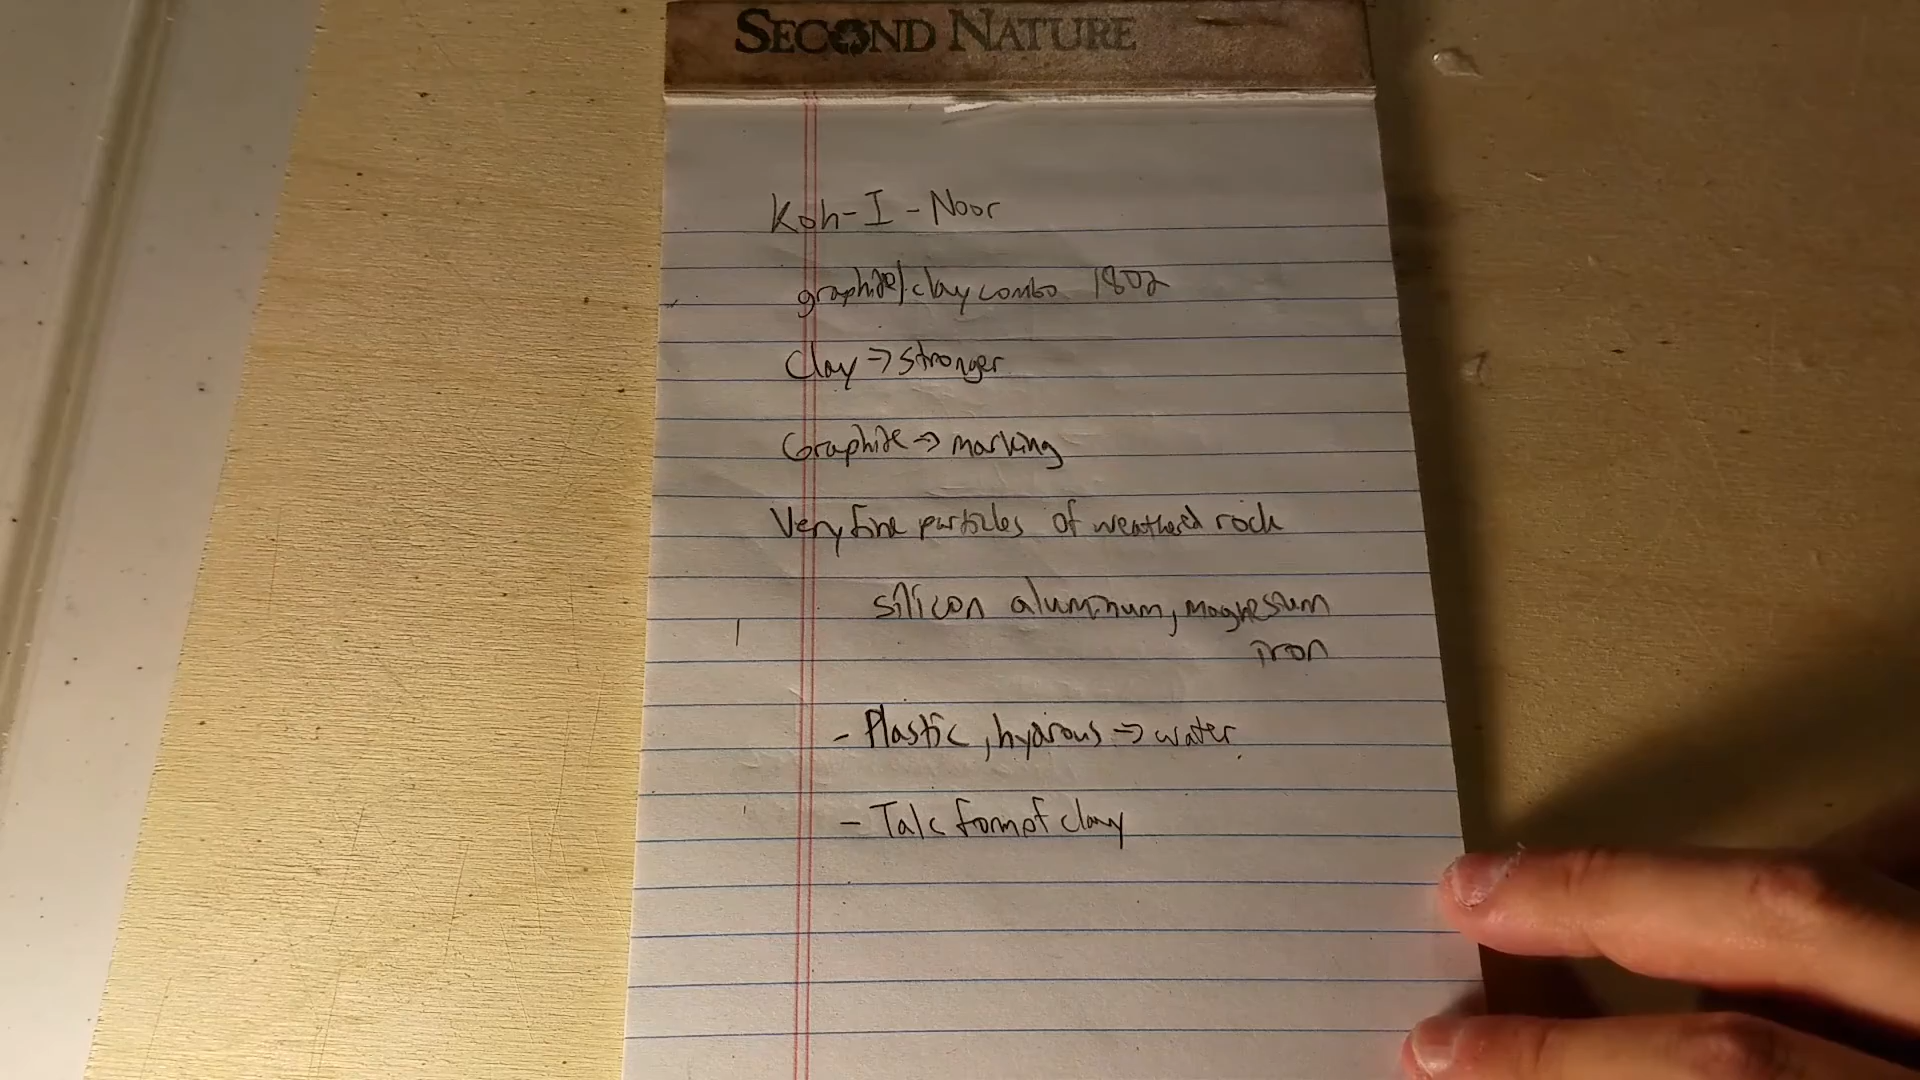 SECOND NATURE
Koh-I-Noor
graphite/clay combo 1802
Clay → stronger
Graphite → marking
Very fine particles of weathered rock
silicon aluminum, magnesium
iron
- Plastic, hydrous → water
- Talc form of clay